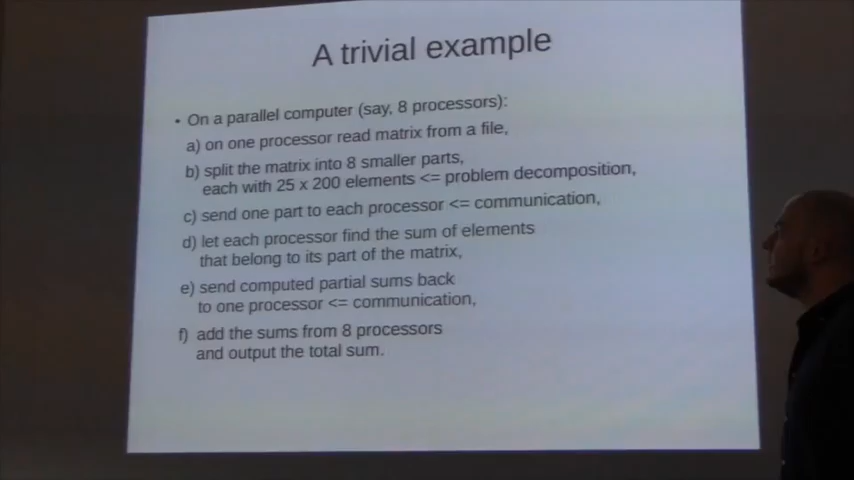 A trivial example
• On a parallel computer (say, 8 processors):
a) on one processor read matrix from a file,
b) split the matrix into 8 smaller parts,
each with 25 x 200 elements <= problem decomposition,
c) send one part to each processor <= communication,
d) let each processor find the sum of elements
that belong to its part of the matrix,
e) send computed partial sums back
to one processor <= communication,
f) add the sums from 8 processors
and output the total sum.